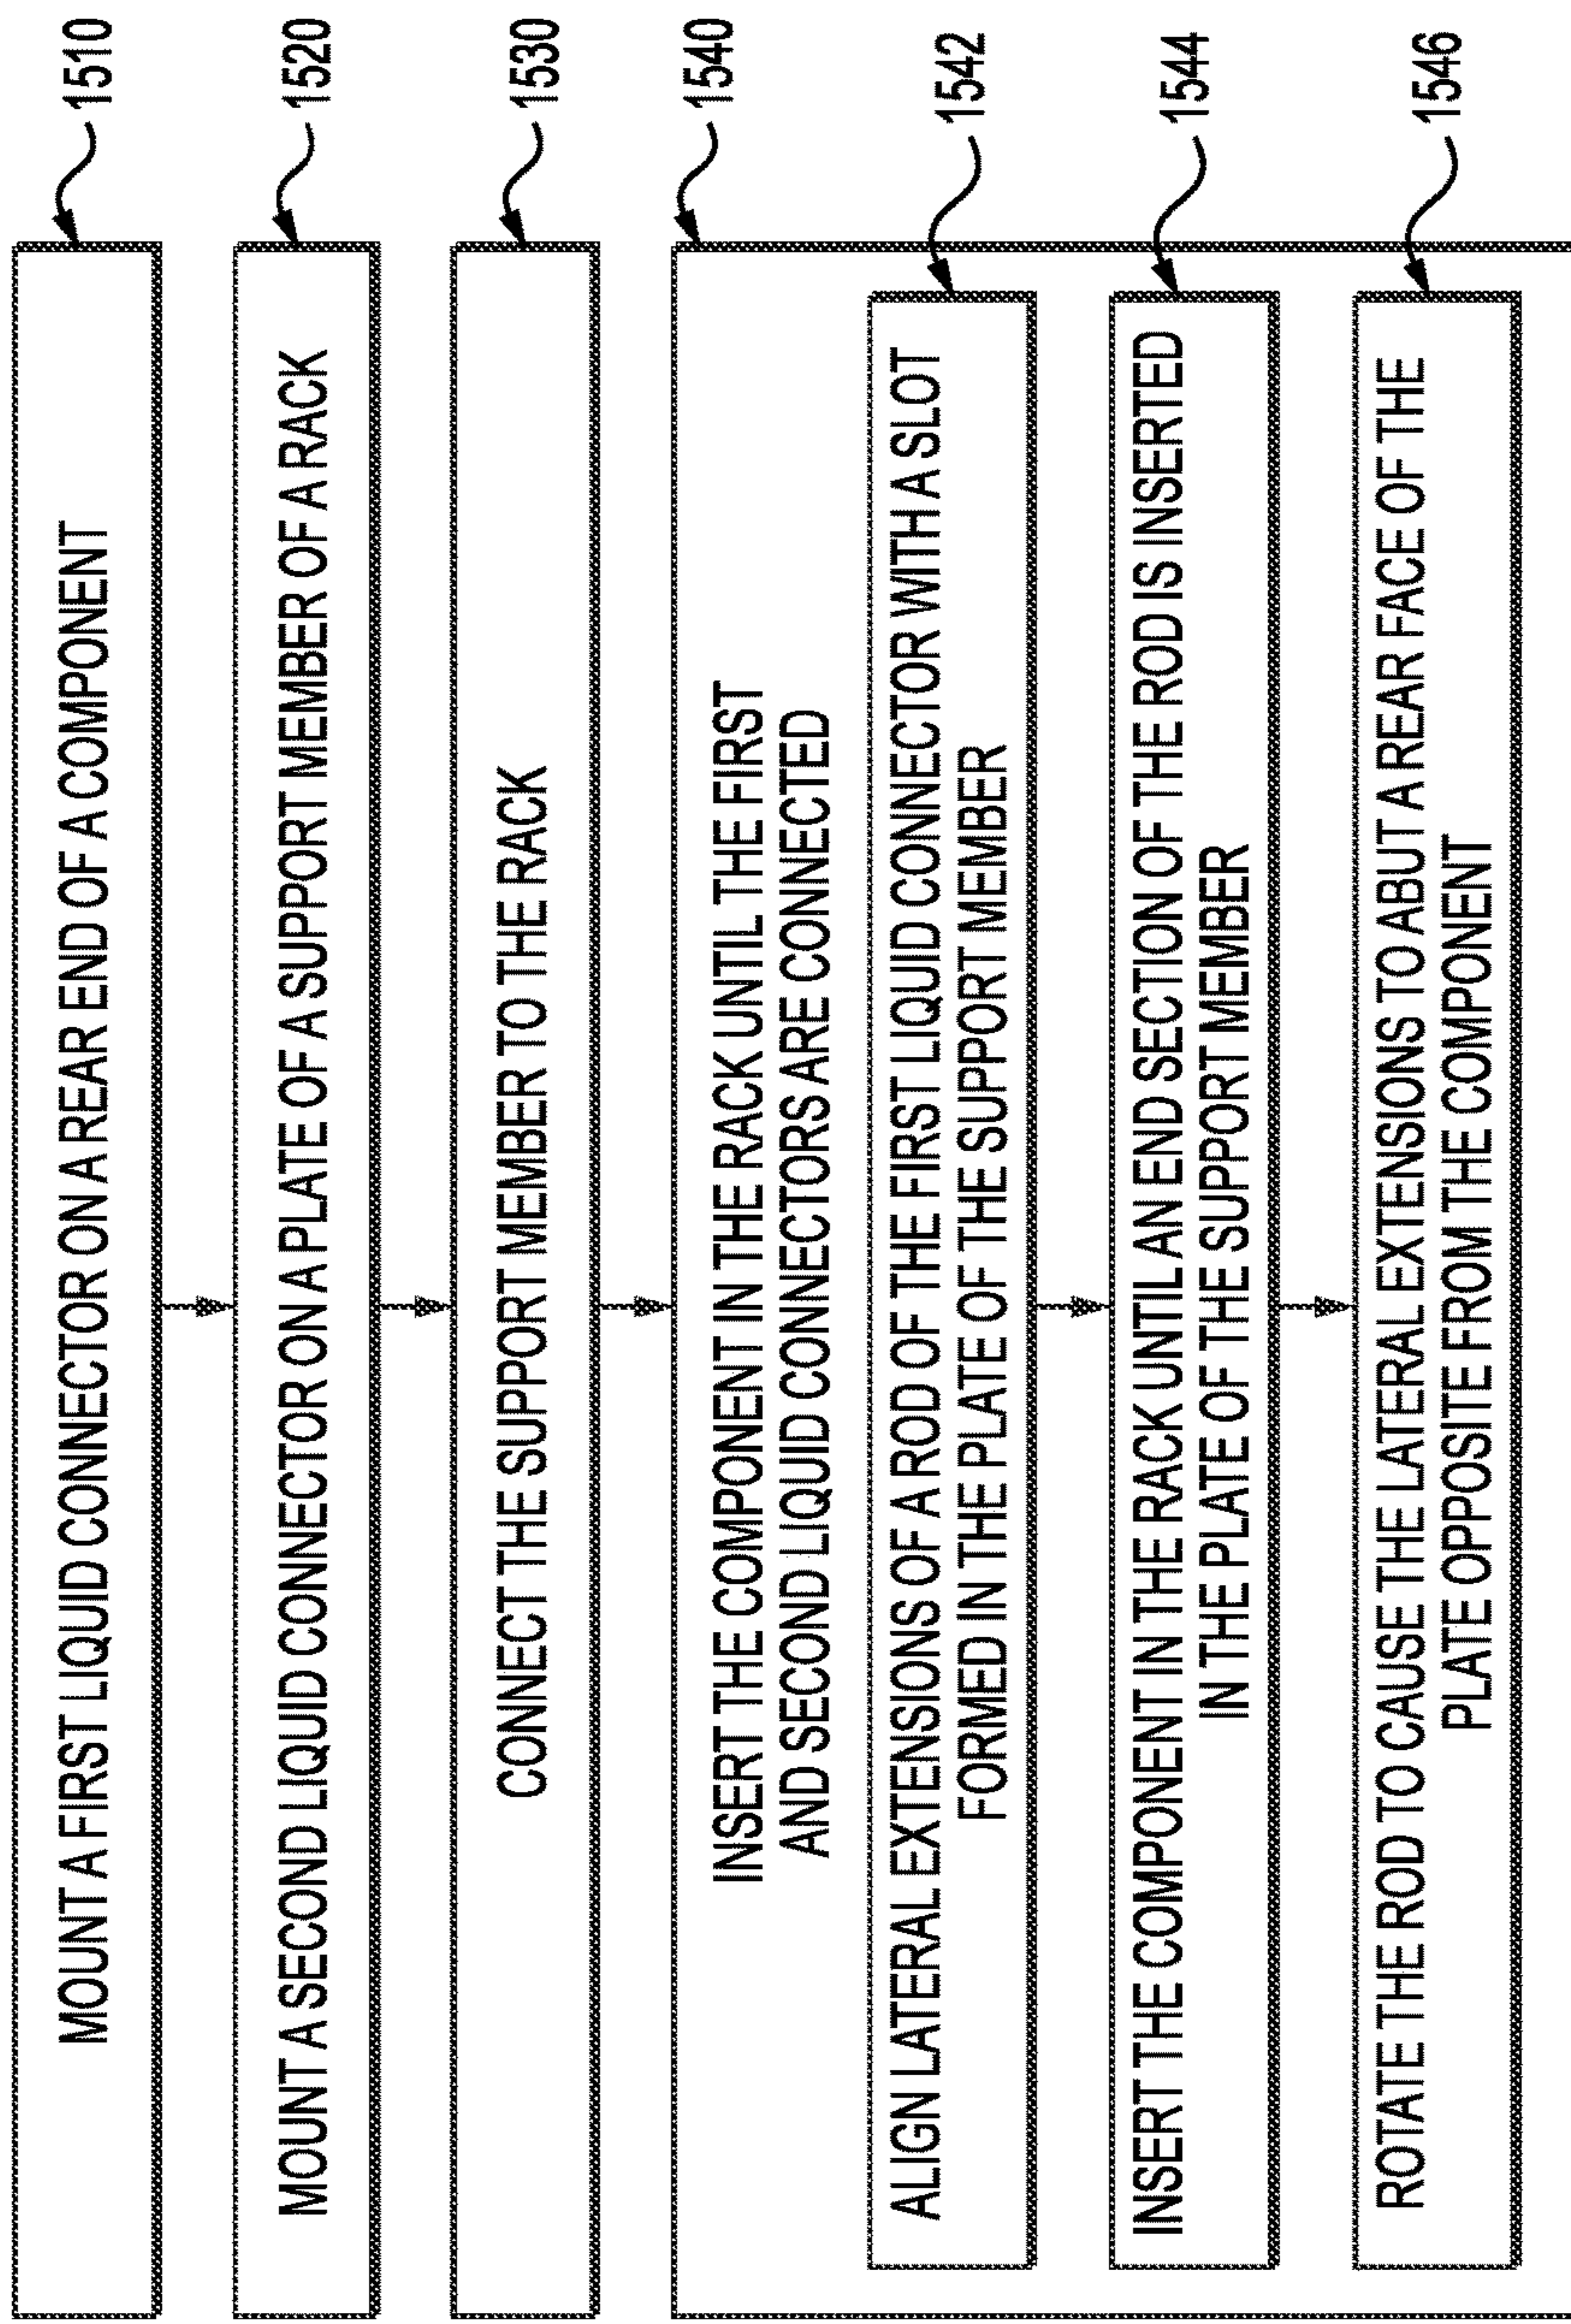 MOUNT A FIRST LIQUID CONNECTOR ON A REAR END OF A COMPONENT
1510
MOUNT A SECOND LIQUID CONNECTOR ON A PLATE OF A SUPPORT MEMBER OF A RACK
1520
CONNECT THE SUPPORT MEMBER TO THE RACK
1530
INSERT THE COMPONENT IN THE RACK UNTIL THE FIRST
AND SECOND LIQUID CONNECTORS ARE CONNECTED
1540
ALIGN LATERAL EXTENSIONS OF A ROD OF THE FIRST LIQUID CONNECTOR WITH A SLOT
FORMED IN THE PLATE OF THE SUPPORT MEMBER
1542
INSERT THE COMPONENT IN THE RACK UNTIL AN END SECTION OF THE ROD IS INSERTED
IN THE PLATE OF THE SUPPORT MEMBER
1544
ROTATE THE ROD TO CAUSE THE LATERAL EXTENSIONS TO ABUT A REAR FACE OF THE
PLATE OPPOSITE FROM THE COMPONENT
1546